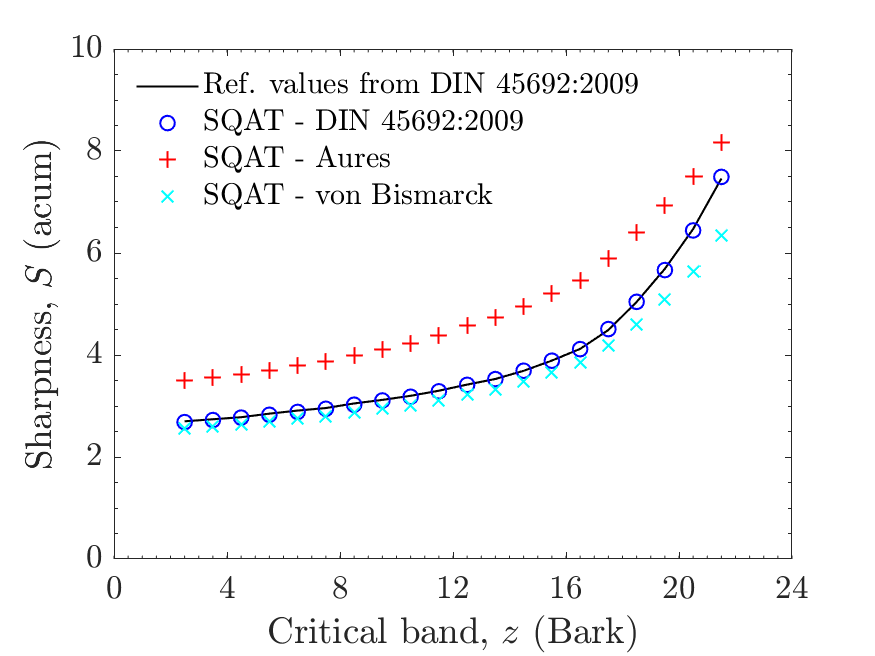 10
8
6
4
2
0
0 4 8 12 16 20 24
Sharpness, S (acum)
Critical band, z (Bark)
Ref. values from DIN 45692:2009
SQAT - DIN 45692:2009
SQAT - Aures
SQAT - von Bismarck